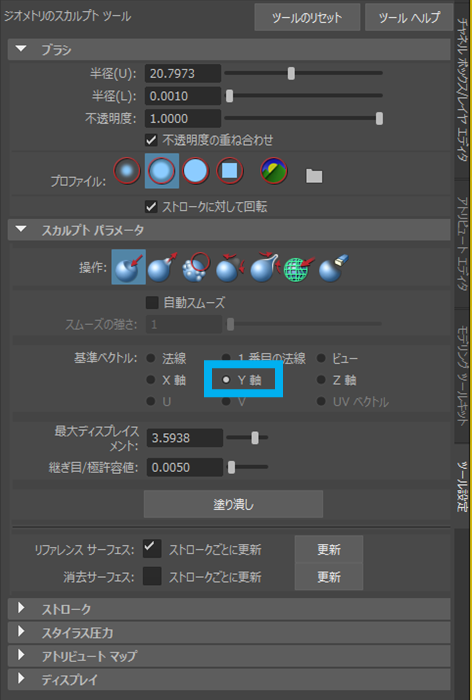 ジオメトリのスカルプト ツール
ツールのリセット
ツール ヘルプ
ブラシ
半径(U): 20.7973
半径(L): 0.0010
不透明度: 1.0000
不透明度の重ね合わせ
プロファイル:
ストロークに対して回転
スカルプト パラメータ
操作:
自動スムーズ
スムーズの強さ: 1
基準ベクトル: 法線 1 番目の法線 ビュー
X 軸 Y 軸 Z 軸
U V UV ベクトル
最大ディスプレイス
メント: 3.5938
継ぎ目/極許容値: 0.0050
塗り潰し
リファレンス サーフェス: ストロークごとに更新 更新
消去サーフェス: ストロークごとに更新 更新
ストローク
スタイラス圧力
アトリビュート マップ
ディスプレイ
チャネル ボックス/レイヤ エディタ
アトリビュート エディタ
モデリング ツールキット
ツール設定